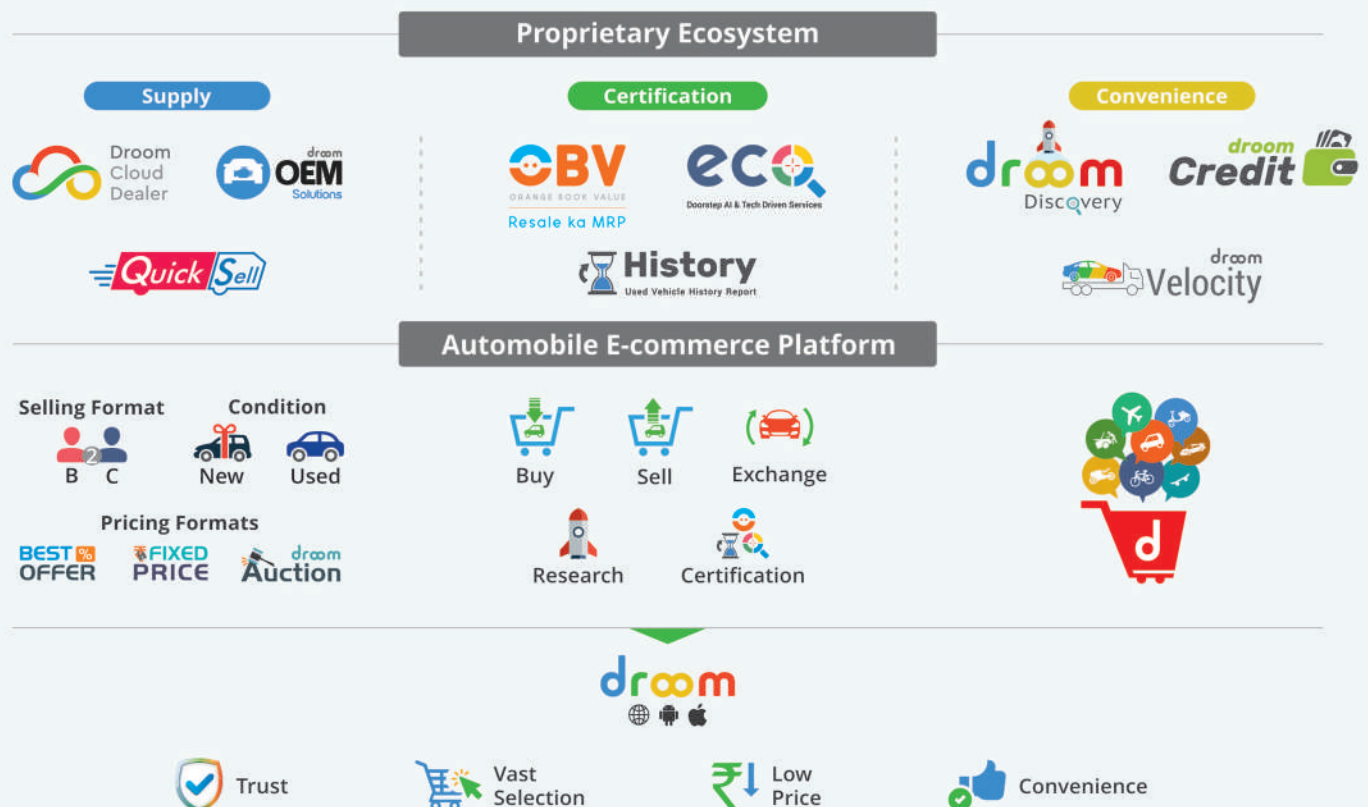 Proprietary Ecosystem
Supply
Droom
Cloud
Dealer
droom
OEM
Solutions
Quick Sell
Certification
OBV
ORANGE BOOK VALUE
Resale ka MRP
eco
Doorstep AI & Tech Driven Services
History
Used Vehicle History Report
Convenience
droom
Discovery
droom
Credit
droom
Velocity
Automobile E-commerce Platform
Selling Format
B 2 C
Condition
New
Used
Pricing Formats
BEST %
OFFER
₹FIXED
PRICE
droom
Auction
Buy
Sell
Exchange
Research
Certification
d
droom
Trust
Vast
Selection
₹
Low
Price
Convenience